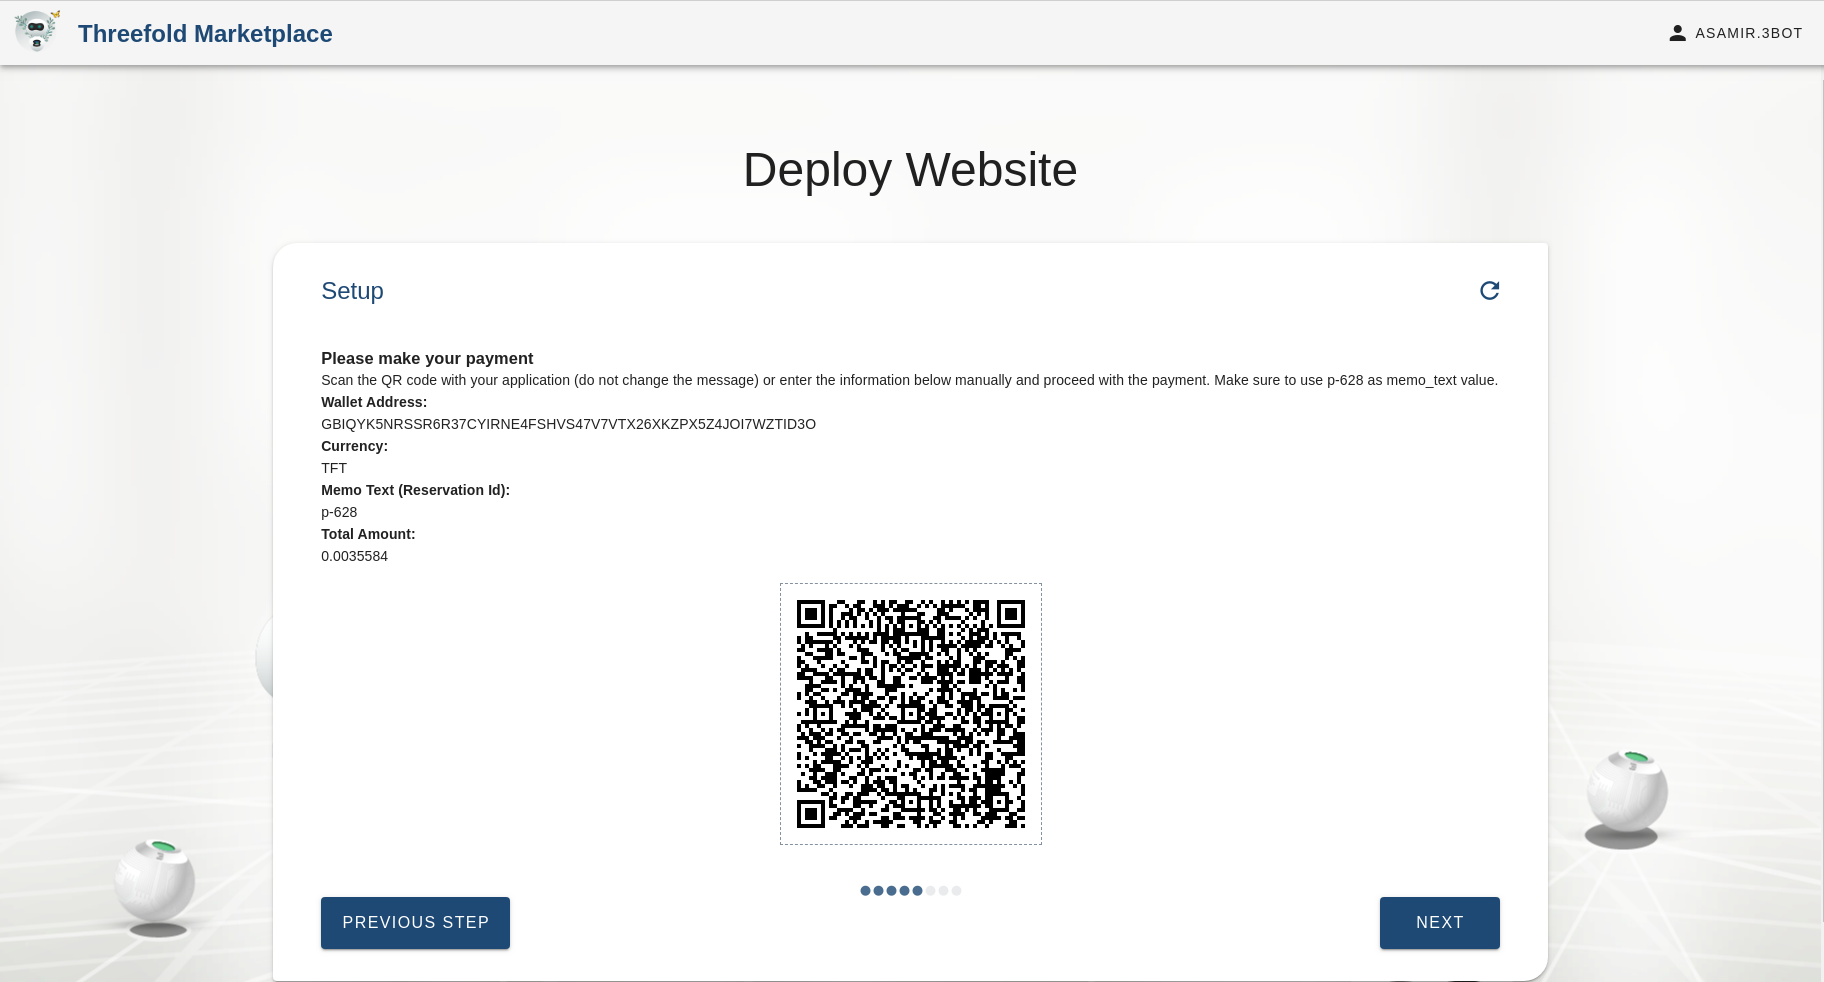 Threefold Marketplace
ASAMIR.3BOT
Deploy Website
Setup
Please make your payment
Scan the QR code with your application (do not change the message) or enter the information below manually and proceed with the payment. Make sure to use p-628 as memo_text value.
Wallet Address:
GBIQYK5NRSSR6R37CYIRNE4FSHVS47V7VTX26XKZPX5Z4JOI7WZTID3O
Currency:
TFT
Memo Text (Reservation Id):
p-628
Total Amount:
0.0035584
PREVIOUS STEP
NEXT